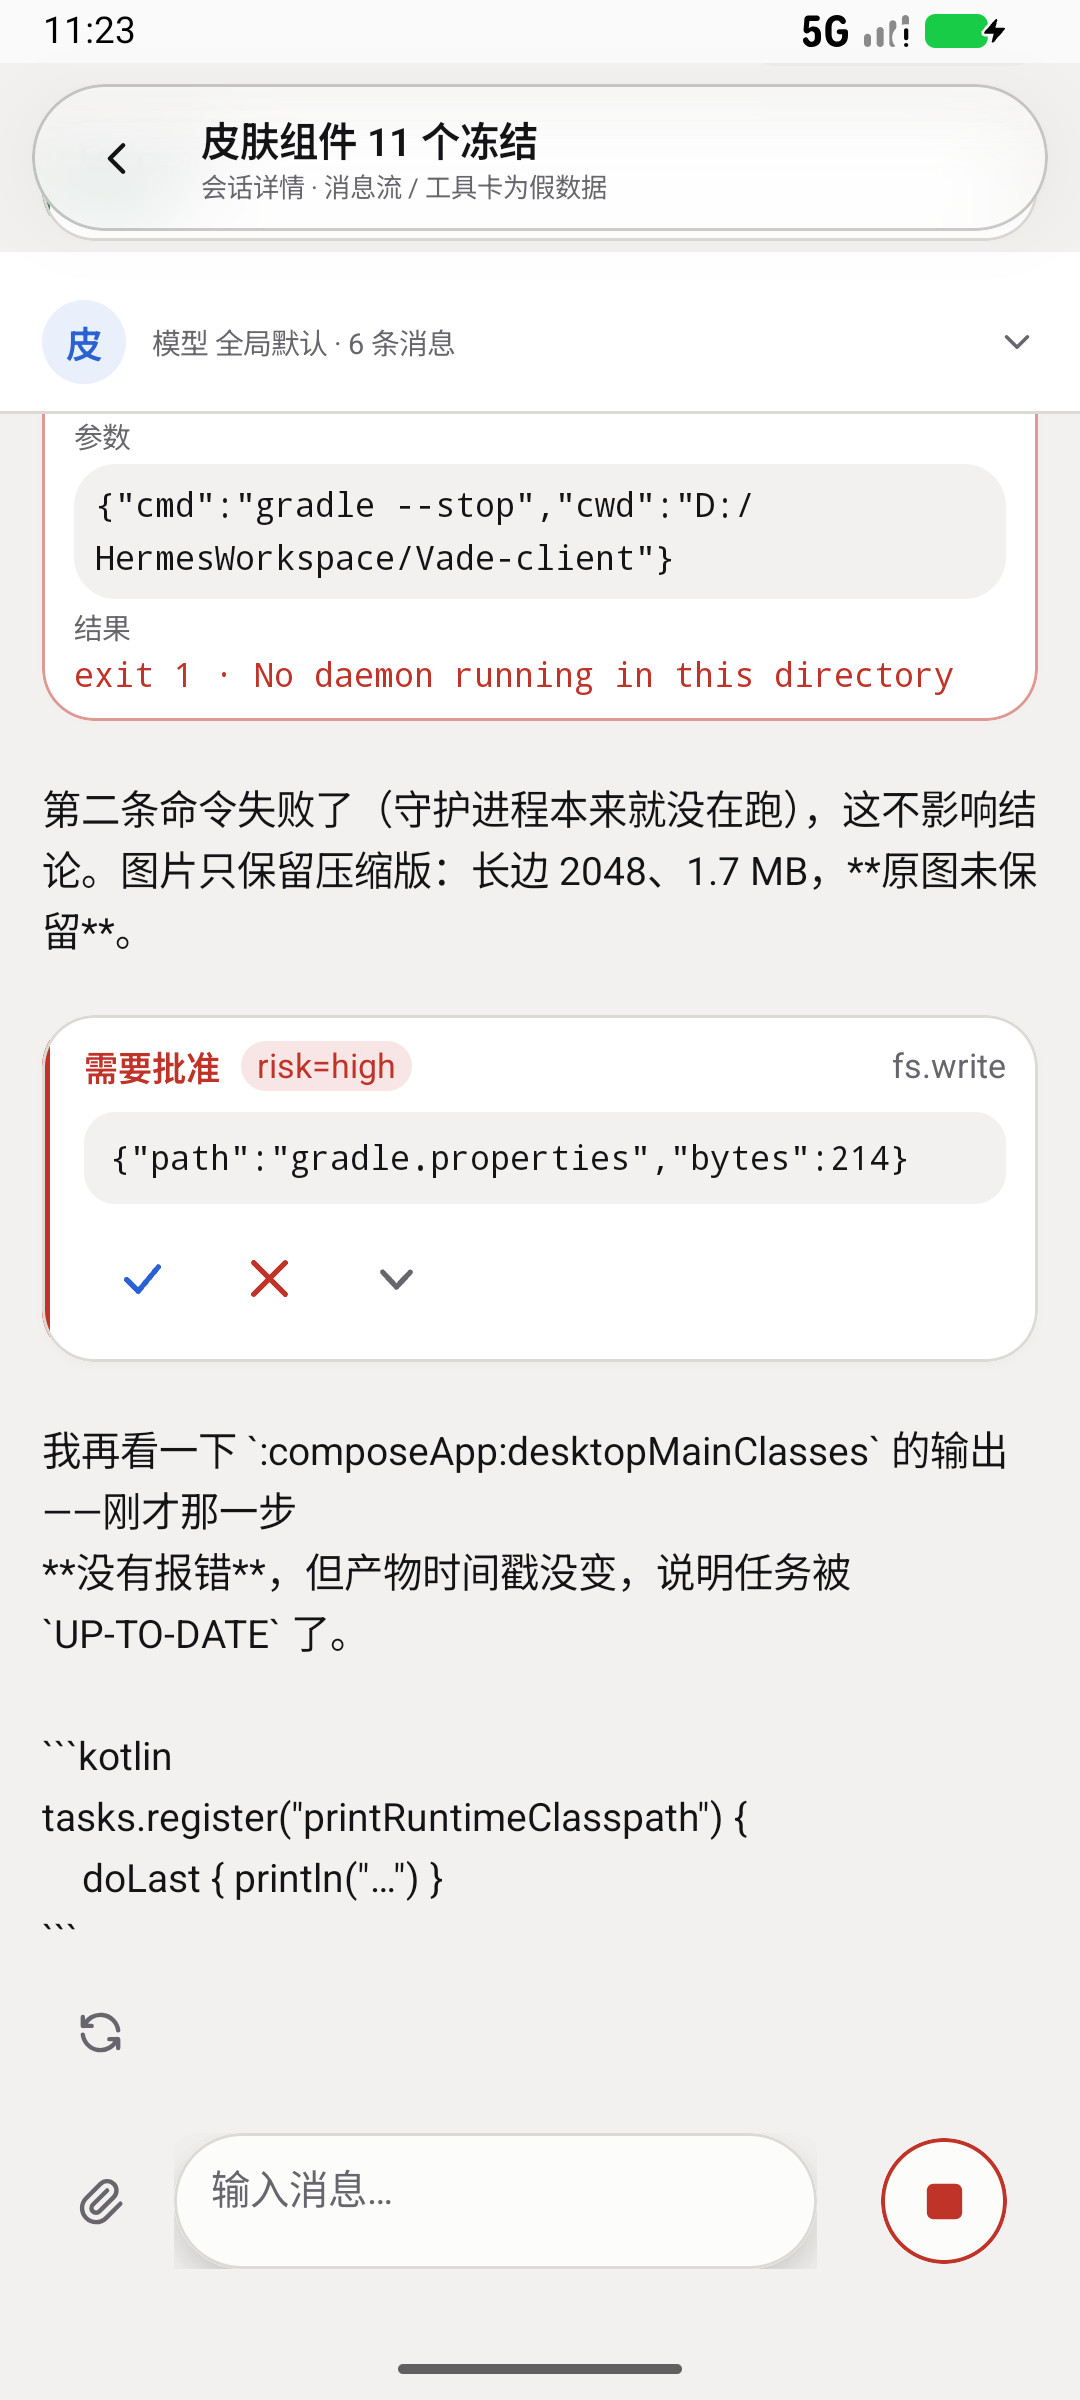 11:23
5G
皮肤组件 11 个冻结
会话详情 · 消息流 / 工具卡为假数据
皮
模型 全局默认 · 6 条消息
参数
{"cmd":"gradle --stop","cwd":"D:/
HermesWorkspace/Vade-client"}
结果
exit 1 · No daemon running in this directory
第二条命令失败了（守护进程本来就没在跑），这不影响结
论。图片只保留压缩版：长边 2048、1.7 MB，**原图未保
留**。
需要批准 risk=high fs.write
{"path":"gradle.properties","bytes":214}
我再看一下 `:composeApp:desktopMainClasses` 的输出
——刚才那一步
**没有报错**，但产物时间戳没变，说明任务被
`UP-TO-DATE` 了。
```kotlin
tasks.register("printRuntimeClasspath") {
    doLast { println("…") }
```
输入消息…